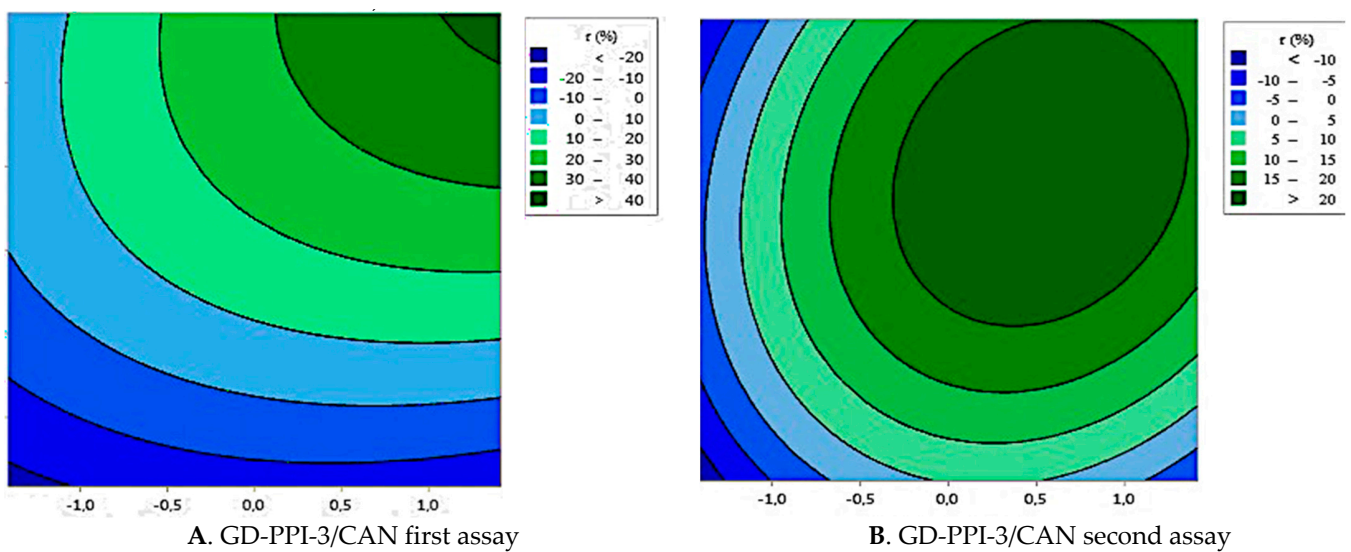 r (%)
< -20
-20 – -10
-10 – 0
0 – 10
10 – 20
20 – 30
30 – 40
> 40
-1,0 -0,5 0,0 0,5 1,0
A. GD-PPI-3/CAN first assay
r (%)
< -10
-10 – -5
-5 – 0
0 – 5
5 – 10
10 – 15
15 – 20
> 20
-1,0 -0,5 0,0 0,5 1,0
B. GD-PPI-3/CAN second assay